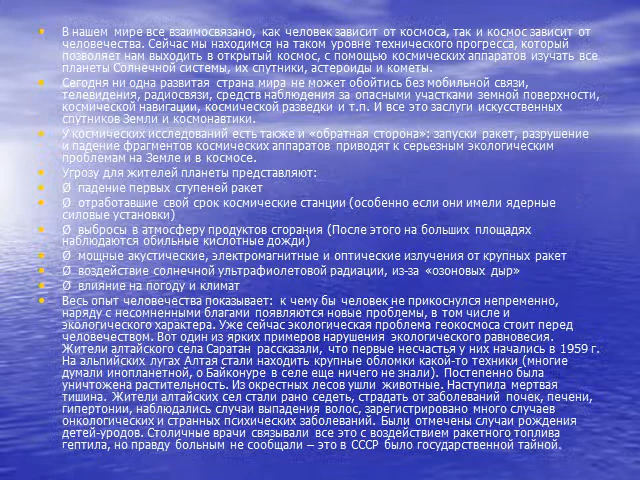 • В нашем мире все взаимосвязано, как человек зависит от космоса, так и космос зависит от
человечества. Сейчас мы находимся на таком уровне технического прогресса, который
позволяет нам выходить в открытый космос, с помощью космических аппаратов изучать все
планеты Солнечной системы, их спутники, астероиды и кометы.
• Сегодня ни одна развитая страна мира не может обойтись без мобильной связи,
телевидения, радиосвязи, средств наблюдения за опасными участками земной поверхности,
космической навигации, космической разведки и т.п. И все это заслуги искусственных
спутников Земли и космонавтики.
• У космических исследований есть также и «обратная сторона»: запуски ракет, разрушение
и падение фрагментов космических аппаратов приводят к серьезным экологическим
проблемам на Земле и в космосе.
• Угрозу для жителей планеты представляют:
• Ø падение первых ступеней ракет
• Ø отработавшие свой срок космические станции (особенно если они имели ядерные
силовые установки)
• Ø выбросы в атмосферу продуктов сгорания (После этого на больших площадях
наблюдаются обильные кислотные дожди)
• Ø мощные акустические, электромагнитные и оптические излучения от крупных ракет
• Ø воздействие солнечной ультрафиолетовой радиации, из-за «озоновых дыр»
• Ø влияние на погоду и климат
• Весь опыт человечества показывает: к чему бы человек не прикоснулся непременно,
наряду с несомненными благами появляются новые проблемы, в том числе и
экологического характера. Уже сейчас экологическая проблема геокосмоса стоит перед
человечеством. Вот один из ярких примеров нарушения экологического равновесия.
Жители алтайского села Саратан рассказали, что первые несчастья у них начались в 1959 г.
На альпийских лугах Алтая стали находить крупные обломки какой-то техники (многие
думали инопланетной, о Байконуре в селе еще ничего не знали). Постепенно была
уничтожена растительность. Из окрестных лесов ушли животные. Наступила мертвая
тишина. Жители алтайских сел стали рано седеть, страдать от заболеваний почек, печени,
гипертонии, наблюдались случаи выпадения волос, зарегистрировано много случаев
онкологических и странных психических заболеваний. Были отмечены случаи рождения
детей-уродов. Столичные врачи связывали все это с воздействием ракетного топлива
гептила, но правду больным не сообщали – это в СССР было государственной тайной.